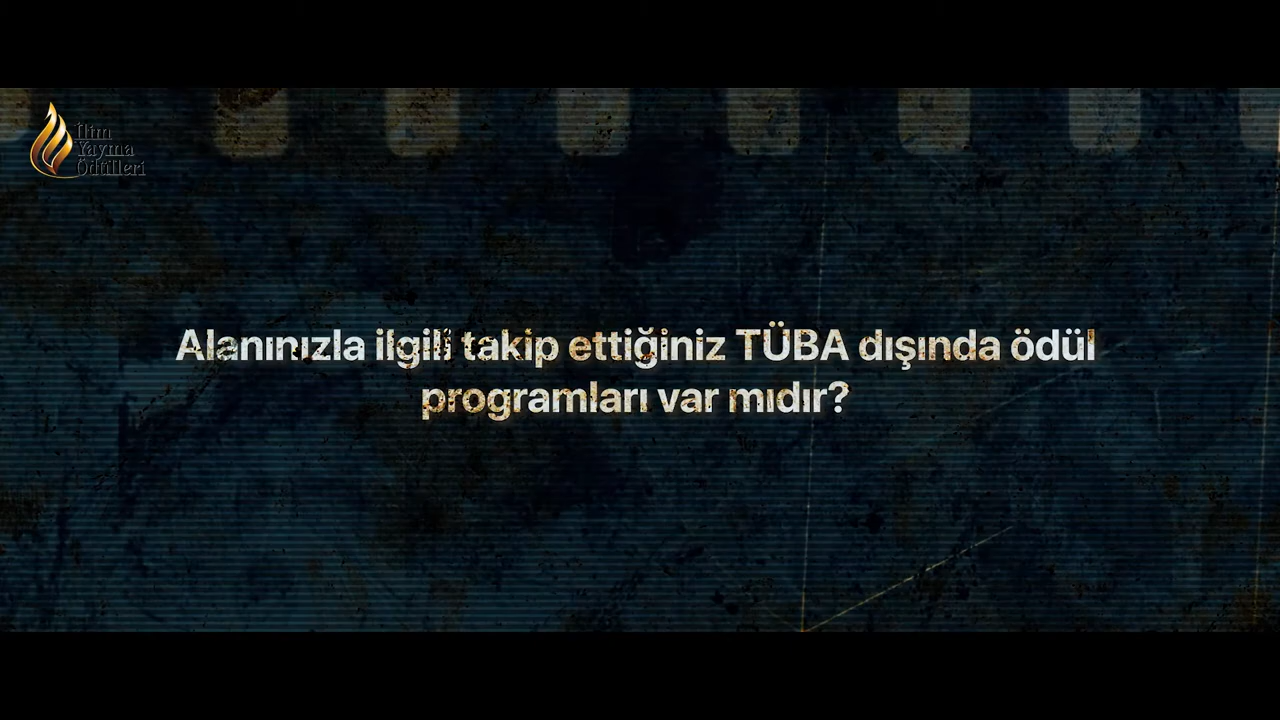 İlim
Yayma
Ödülleri
Alanınızla ilgili takip ettiğiniz TÜBA dışında ödül
programları var mıdır?